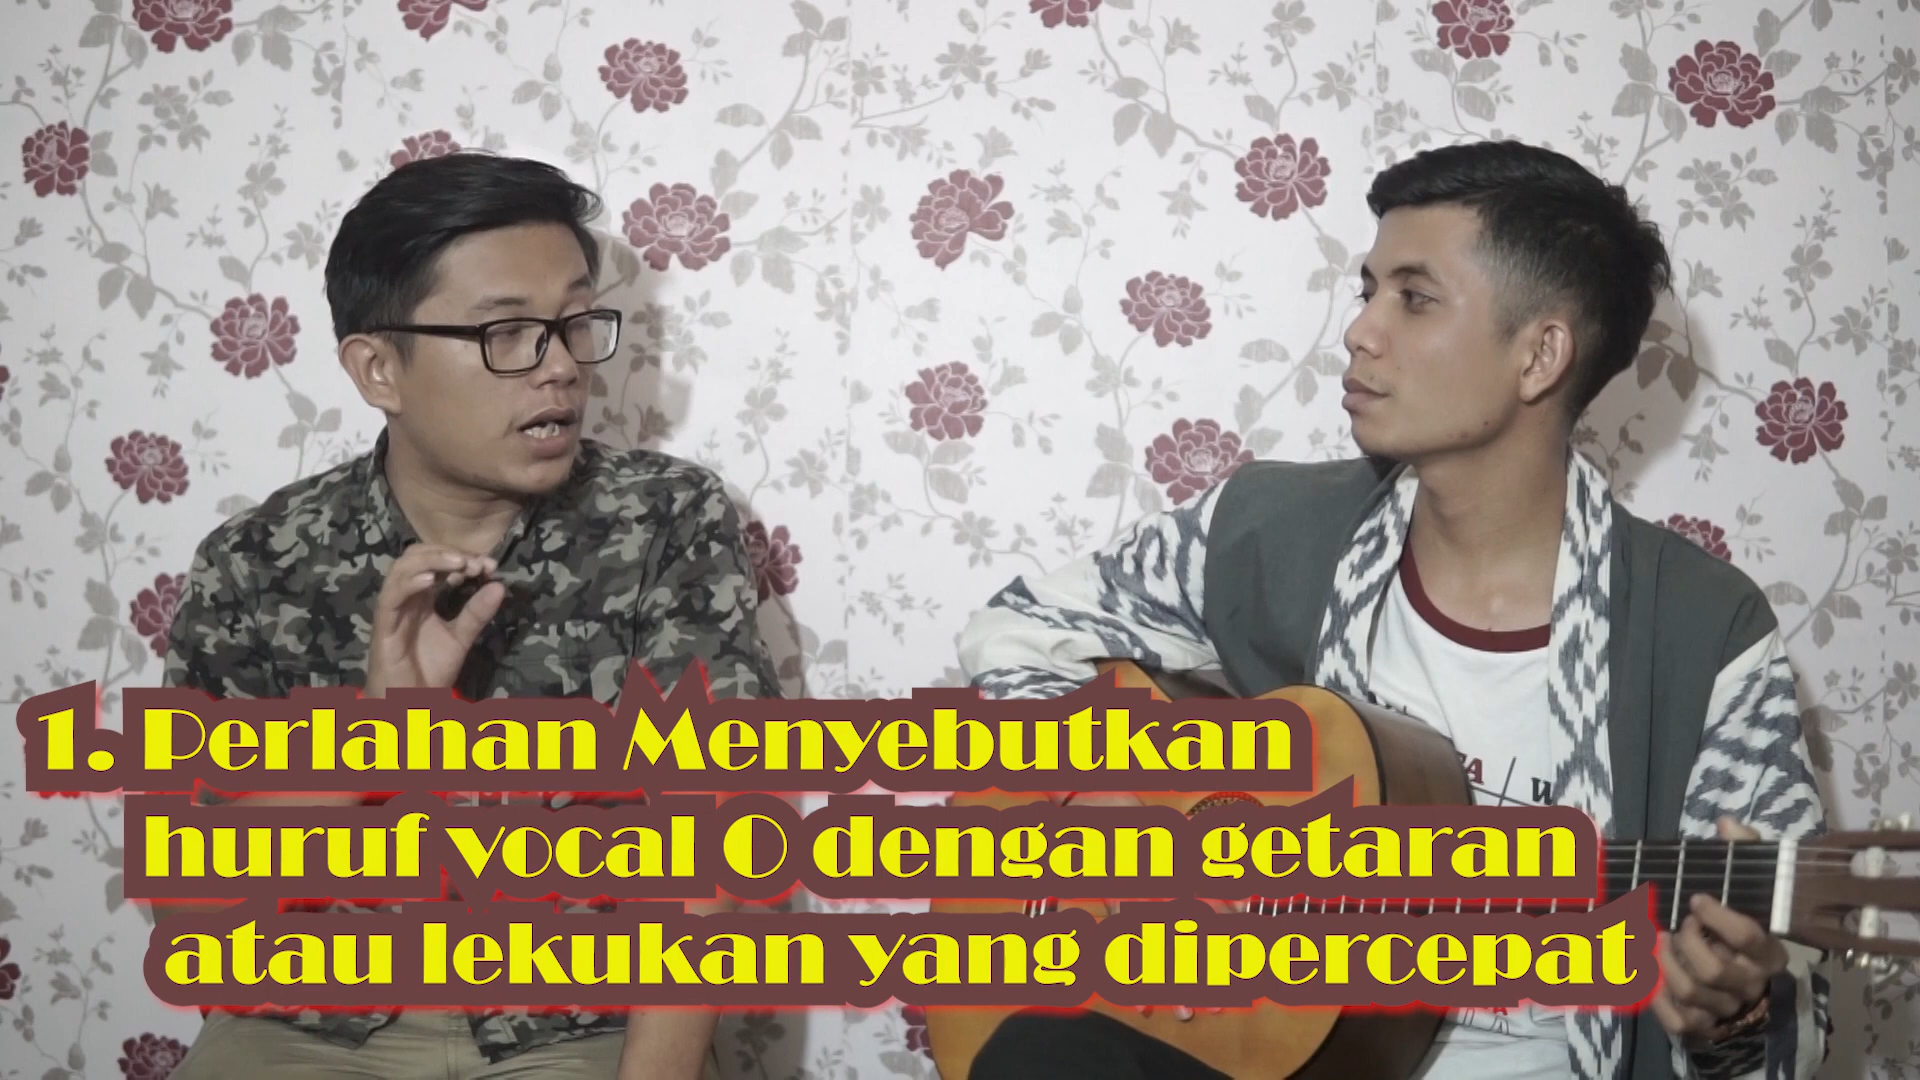 1. Perlahan Menyebutkan
huruf vocal O dengan getaran
atau lekukan yang dipercepat